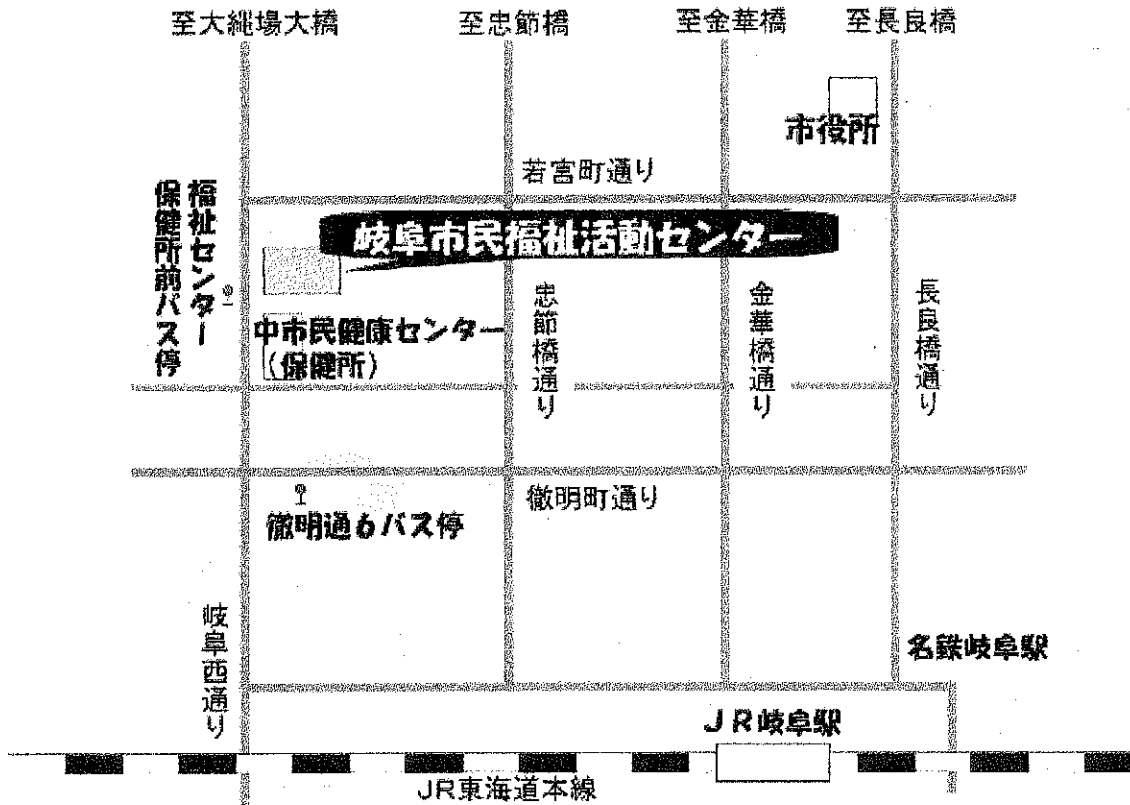 至大縄場大橋
至忠節橋
至金華橋
至長良橋
市役所
若宮町通り
福祉センター
保健所前バス停
岐阜市民福祉活動センター
中市民健康センター
(保健所)
忠節橋通り
金華橋通り
長良橋通り
徹明町通り
徹明通6バス停
岐阜西通り
名鉄岐阜駅
JR岐阜駅
JR東海道本線